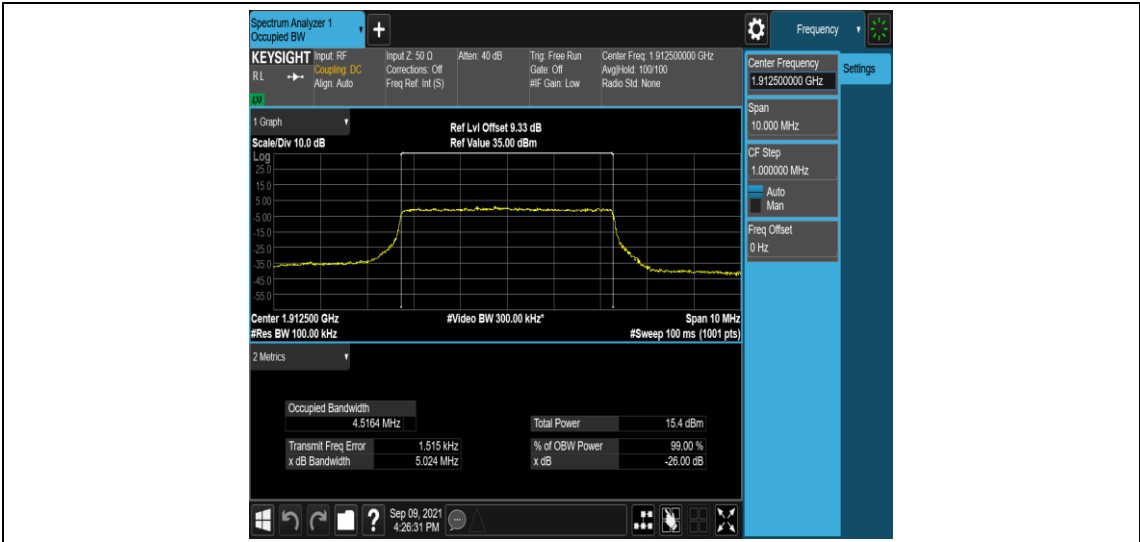 Spectrum Analyzer 1
Occupied BW
+
Frequency
KEYSIGHT Input: RF Input Z: 50 Ω Atten: 40 dB Trig: Free Run Center Freq: 1.912500000 GHz
RL Coupling: DC Corrections: Off Gate: Off Avg|Hold: 100/100
Align: Auto Freq Ref: Int (S) #IF Gain: Low Radio Std: None
LXI
Center Frequency
1.912500000 GHz
Settings
Span
10.000 MHz
CF Step
1.000000 MHz
Auto
Man
Freq Offset
0 Hz
1 Graph
Ref Lvl Offset 9.33 dB
Scale/Div 10.0 dB Ref Value 35.00 dBm
Log
25.0
15.0
5.00
-5.00
-15.0
-25.0
-35.0
-45.0
-55.0
Center 1.912500 GHz #Video BW 300.00 kHz* Span 10 MHz
#Res BW 100.00 kHz #Sweep 100 ms (1001 pts)
2 Metrics
Occupied Bandwidth
4.5164 MHz Total Power 15.4 dBm
Transmit Freq Error 1.515 kHz % of OBW Power 99.00 %
x dB Bandwidth 5.024 MHz x dB -26.00 dB
? Sep 09, 2021
4:26:31 PM